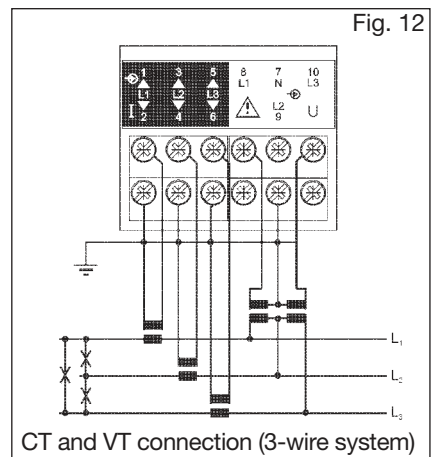 Fig. 12
1 3 5 8 7 10
L1 N L3
L1 L2 L3
L2
I 2 4 6 9 U
L1
L2
L3
CT and VT connection (3-wire system)